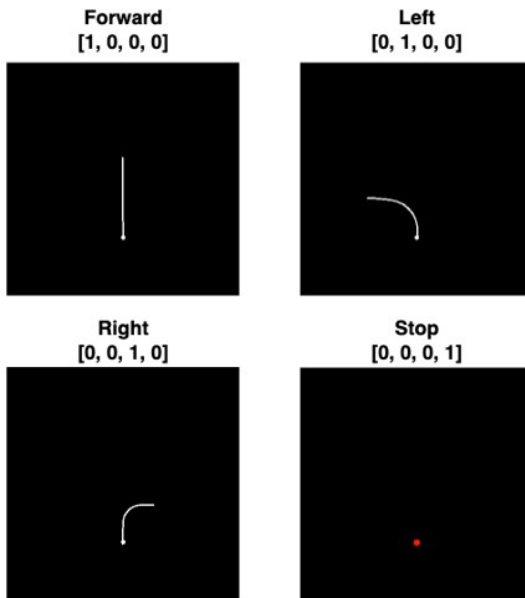 Forward
[1, 0, 0, 0]
Left
[0, 1, 0, 0]
Right
[0, 0, 1, 0]
Stop
[0, 0, 0, 1]